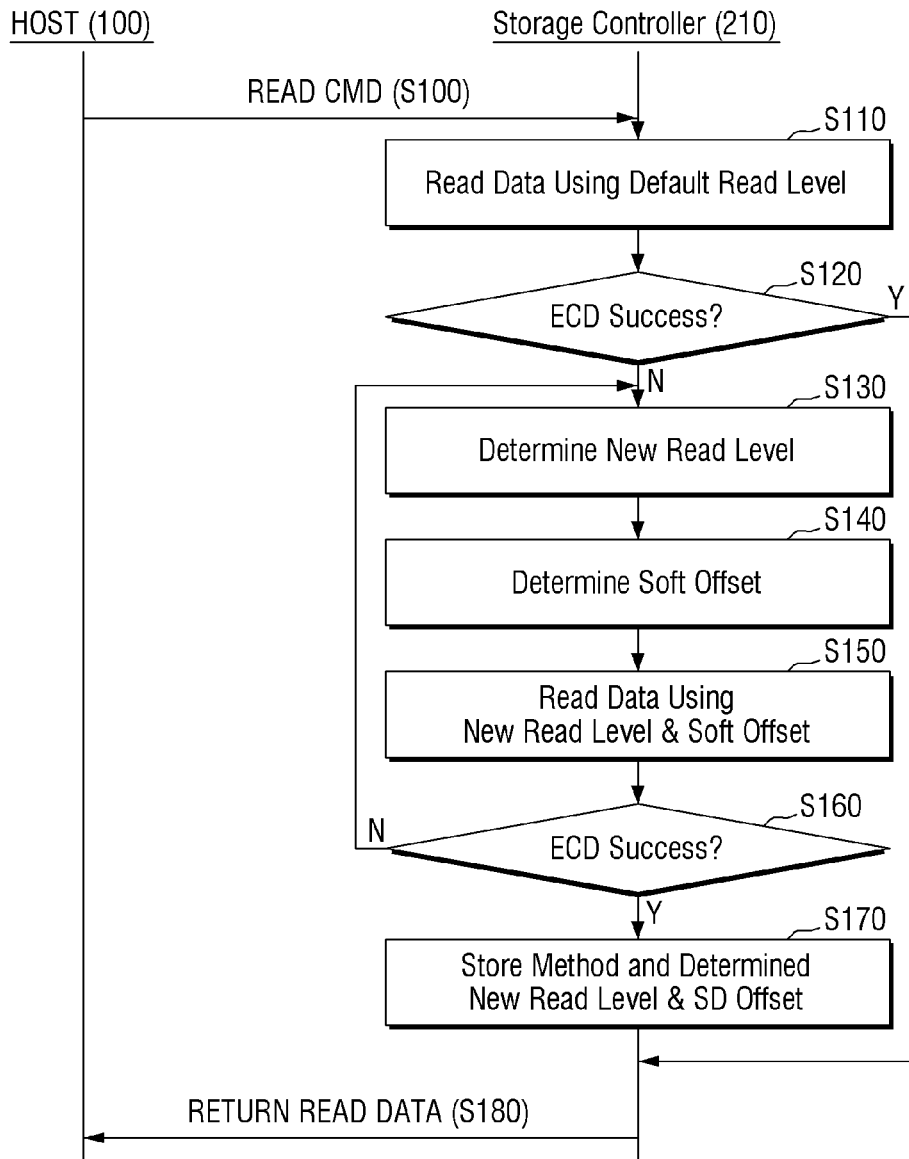 HOST (100)
Storage Controller (210)
READ CMD (S100)
S110
Read Data Using Default Read Level
S120
ECD Success?
Y
N
S130
Determine New Read Level
S140
Determine Soft Offset
S150
Read Data Using
New Read Level & Soft Offset
S160
ECD Success?
N
Y
S170
Store Method and Determined
New Read Level & SD Offset
RETURN READ DATA (S180)